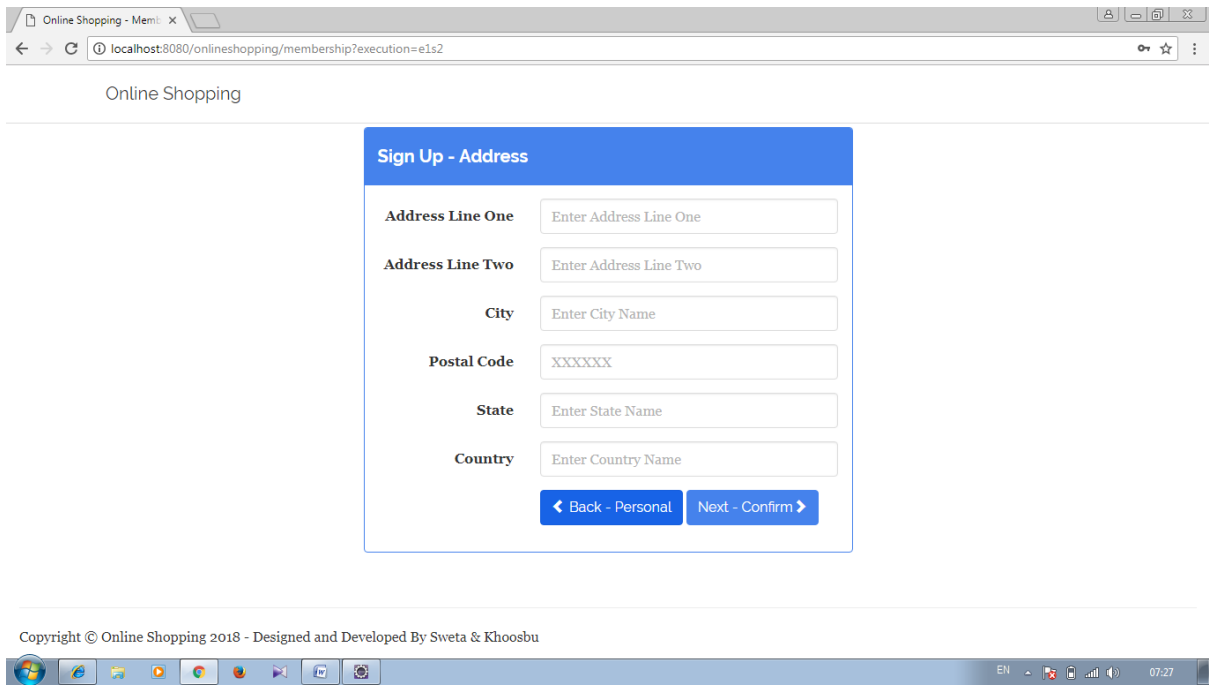 Online Shopping - Memb
localhost:8080/onlineshopping/membership?execution=e1s2
Online Shopping
Sign Up - Address
Address Line One Enter Address Line One
Address Line Two Enter Address Line Two
City Enter City Name
Postal Code XXXXXX
State Enter State Name
Country Enter Country Name
Back - Personal Next - Confirm
Copyright © Online Shopping 2018 - Designed and Developed By Sweta & Khoosbu
EN 07:27